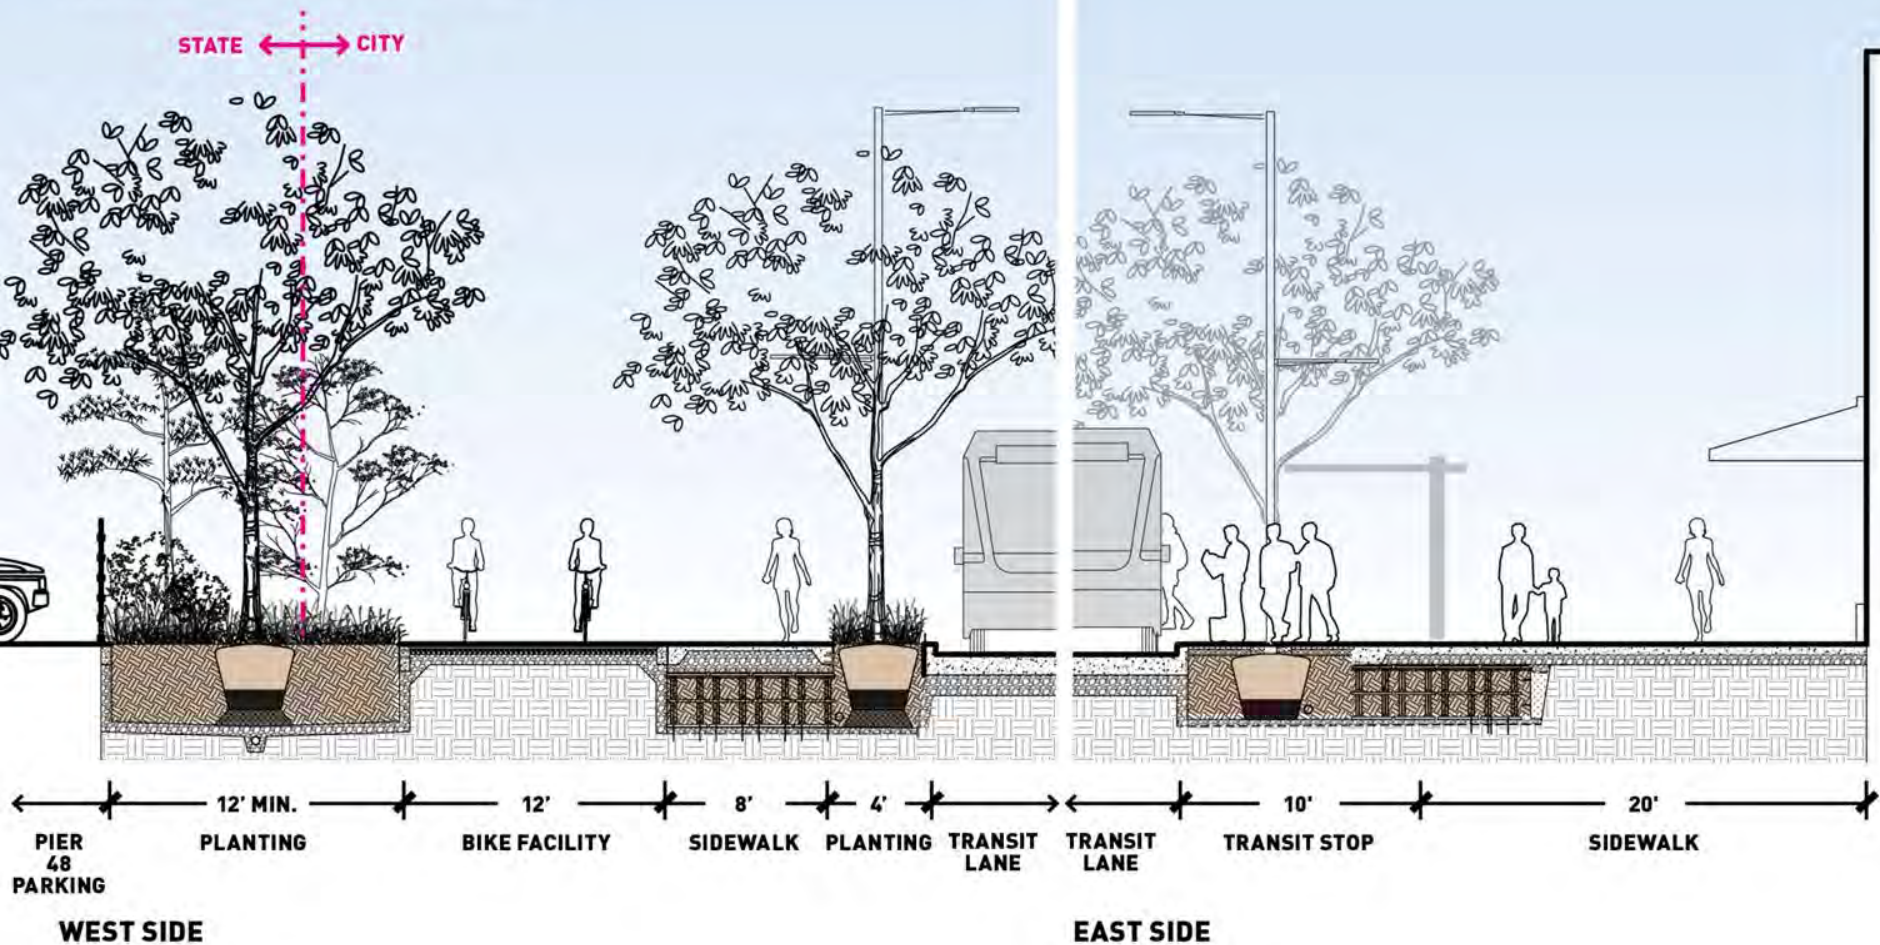 STATE CITY
12' MIN. 12' 8' 4' 10' 20'
PIER
48
PARKING
PLANTING
BIKE FACILITY
SIDEWALK
PLANTING
TRANSIT
LANE
TRANSIT
LANE
TRANSIT STOP
SIDEWALK
WEST SIDE
EAST SIDE